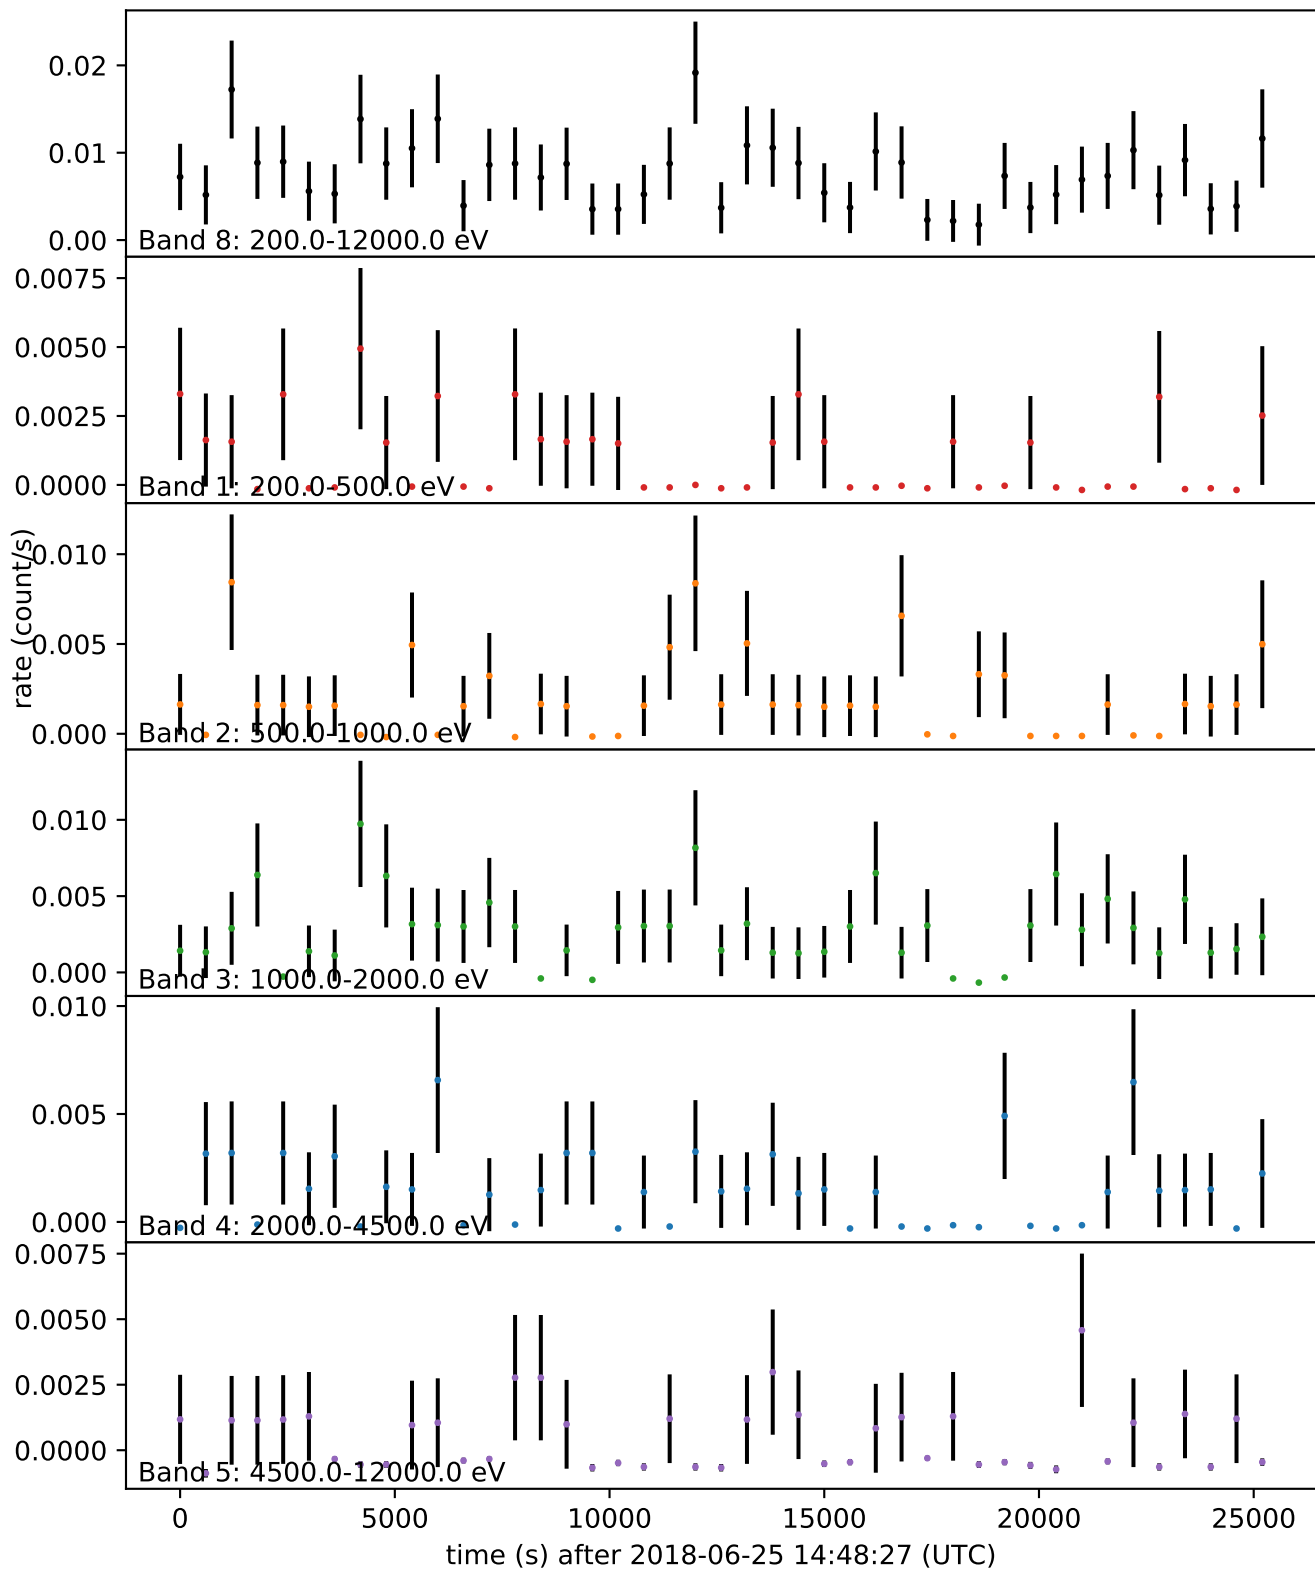 0.02
0.01
0.00
Band 8: 200.0-12000.0 eV
0.0075
0.0050
0.0025
0.0000
Band 1: 200.0-500.0 eV
rate (count/s)
0.010
0.005
0.000
Band 2: 500.0-1000.0 eV
0.010
0.005
0.000
Band 3: 1000.0-2000.0 eV
0.010
0.005
0.000
Band 4: 2000.0-4500.0 eV
0.0075
0.0050
0.0025
0.0000
Band 5: 4500.0-12000.0 eV
0 5000 10000 15000 20000 25000
time (s) after 2018-06-25 14:48:27 (UTC)